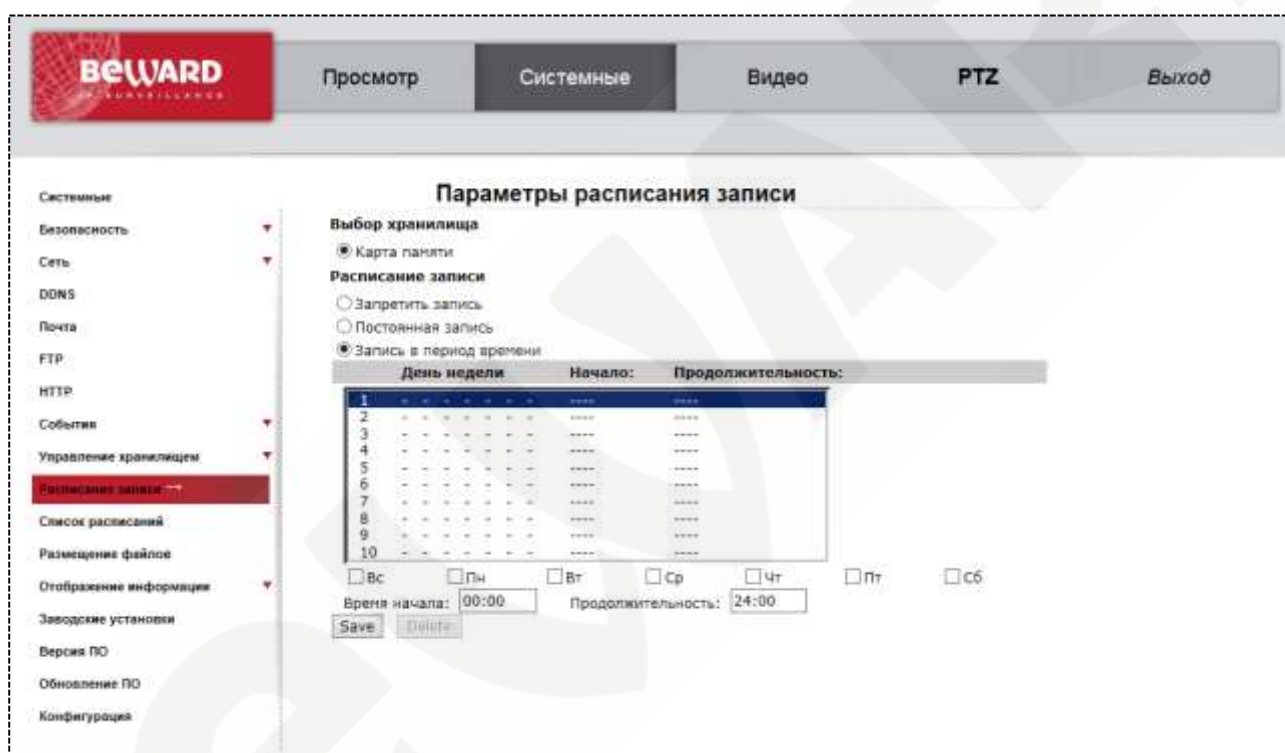 BEWARD
IP SURVEILLANCE
Просмотр Системные Видео PTZ Выход
Системные
Безопасность
Сеть
DDNS
Почта
FTP
HTTP
События
Управление хранилищем
Расписание записи →
Список расписаний
Размещение файлов
Отображение информации
Заводские установки
Версия ПО
Обновление ПО
Конфигурация
Параметры расписания записи
Выбор хранилища
Карта памяти
Расписание записи
Запретить запись
Постоянная запись
Запись в период времени
День недели Начало: Продолжительность:
1 - - - - - - - ---- ----
2 - - - - - - - ---- ----
3 - - - - - - - ---- ----
4 - - - - - - - ---- ----
5 - - - - - - - ---- ----
6 - - - - - - - ---- ----
7 - - - - - - - ---- ----
8 - - - - - - - ---- ----
9 - - - - - - - ---- ----
10 - - - - - - - ---- ----
Вс Пн Вт Ср Чт Пт Сб
Время начала: 00:00 Продолжительность: 24:00
Save Delete